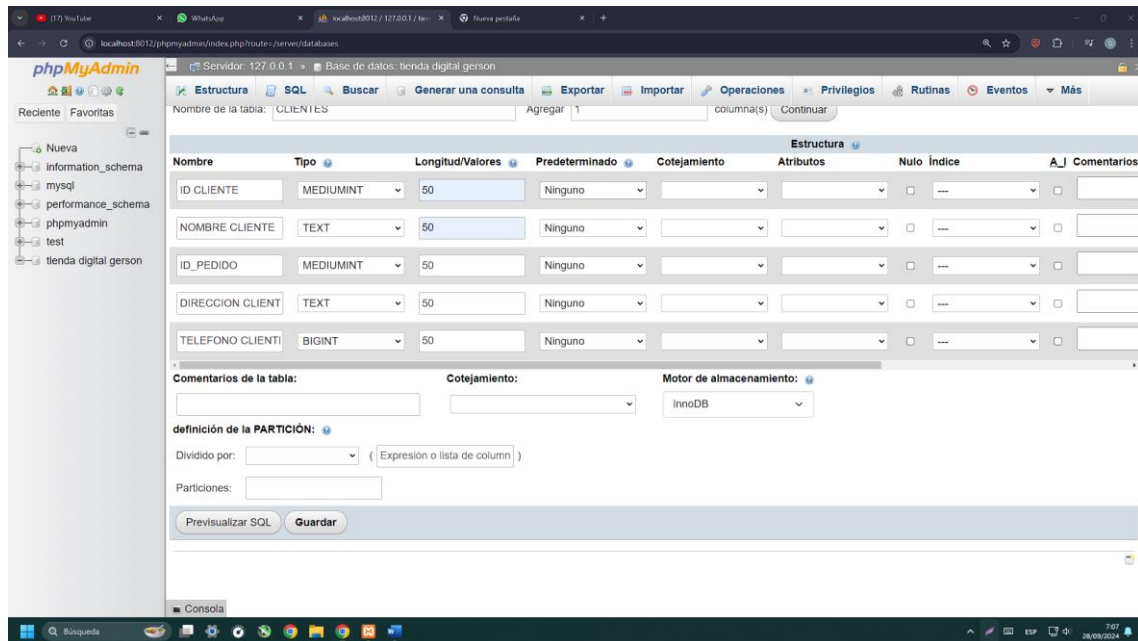 (17) YouTube WhatsApp localhost:8012 / 127.0.0.1 / tien Nueva pestaña
localhost:8012/phpmyadmin/index.php?route=/server/databases
phpMyAdmin
Reciente Favoritas
Nueva
information_schema
mysql
performance_schema
phpmyadmin
test
tienda digital gerson
Servidor: 127.0.0.1 » Base de datos: tienda digital gerson
Estructura SQL Buscar Generar una consulta Exportar Importar Operaciones Privilegios Rutinas Eventos Más
Nombre de la tabla: CLIENTES Agregar 1 columna(s) Continuar
Estructura
Nombre Tipo Longitud/Valores Predeterminado Cotejamiento Atributos Nulo Índice A_I Comentarios
ID CLIENTE MEDIUMINT 50 Ninguno ---
NOMBRE CLIENTE TEXT 50 Ninguno ---
ID_PEDIDO MEDIUMINT 50 Ninguno ---
DIRECCION CLIENT TEXT 50 Ninguno ---
TELEFONO CLIENTI BIGINT 50 Ninguno ---
Comentarios de la tabla: Cotejamiento: Motor de almacenamiento:
InnoDB
definición de la PARTICIÓN:
Dividido por: ( Expresión o lista de column )
Particiones:
Previsualizar SQL Guardar
Consola
Búsqueda ESP 7:07
28/09/2024